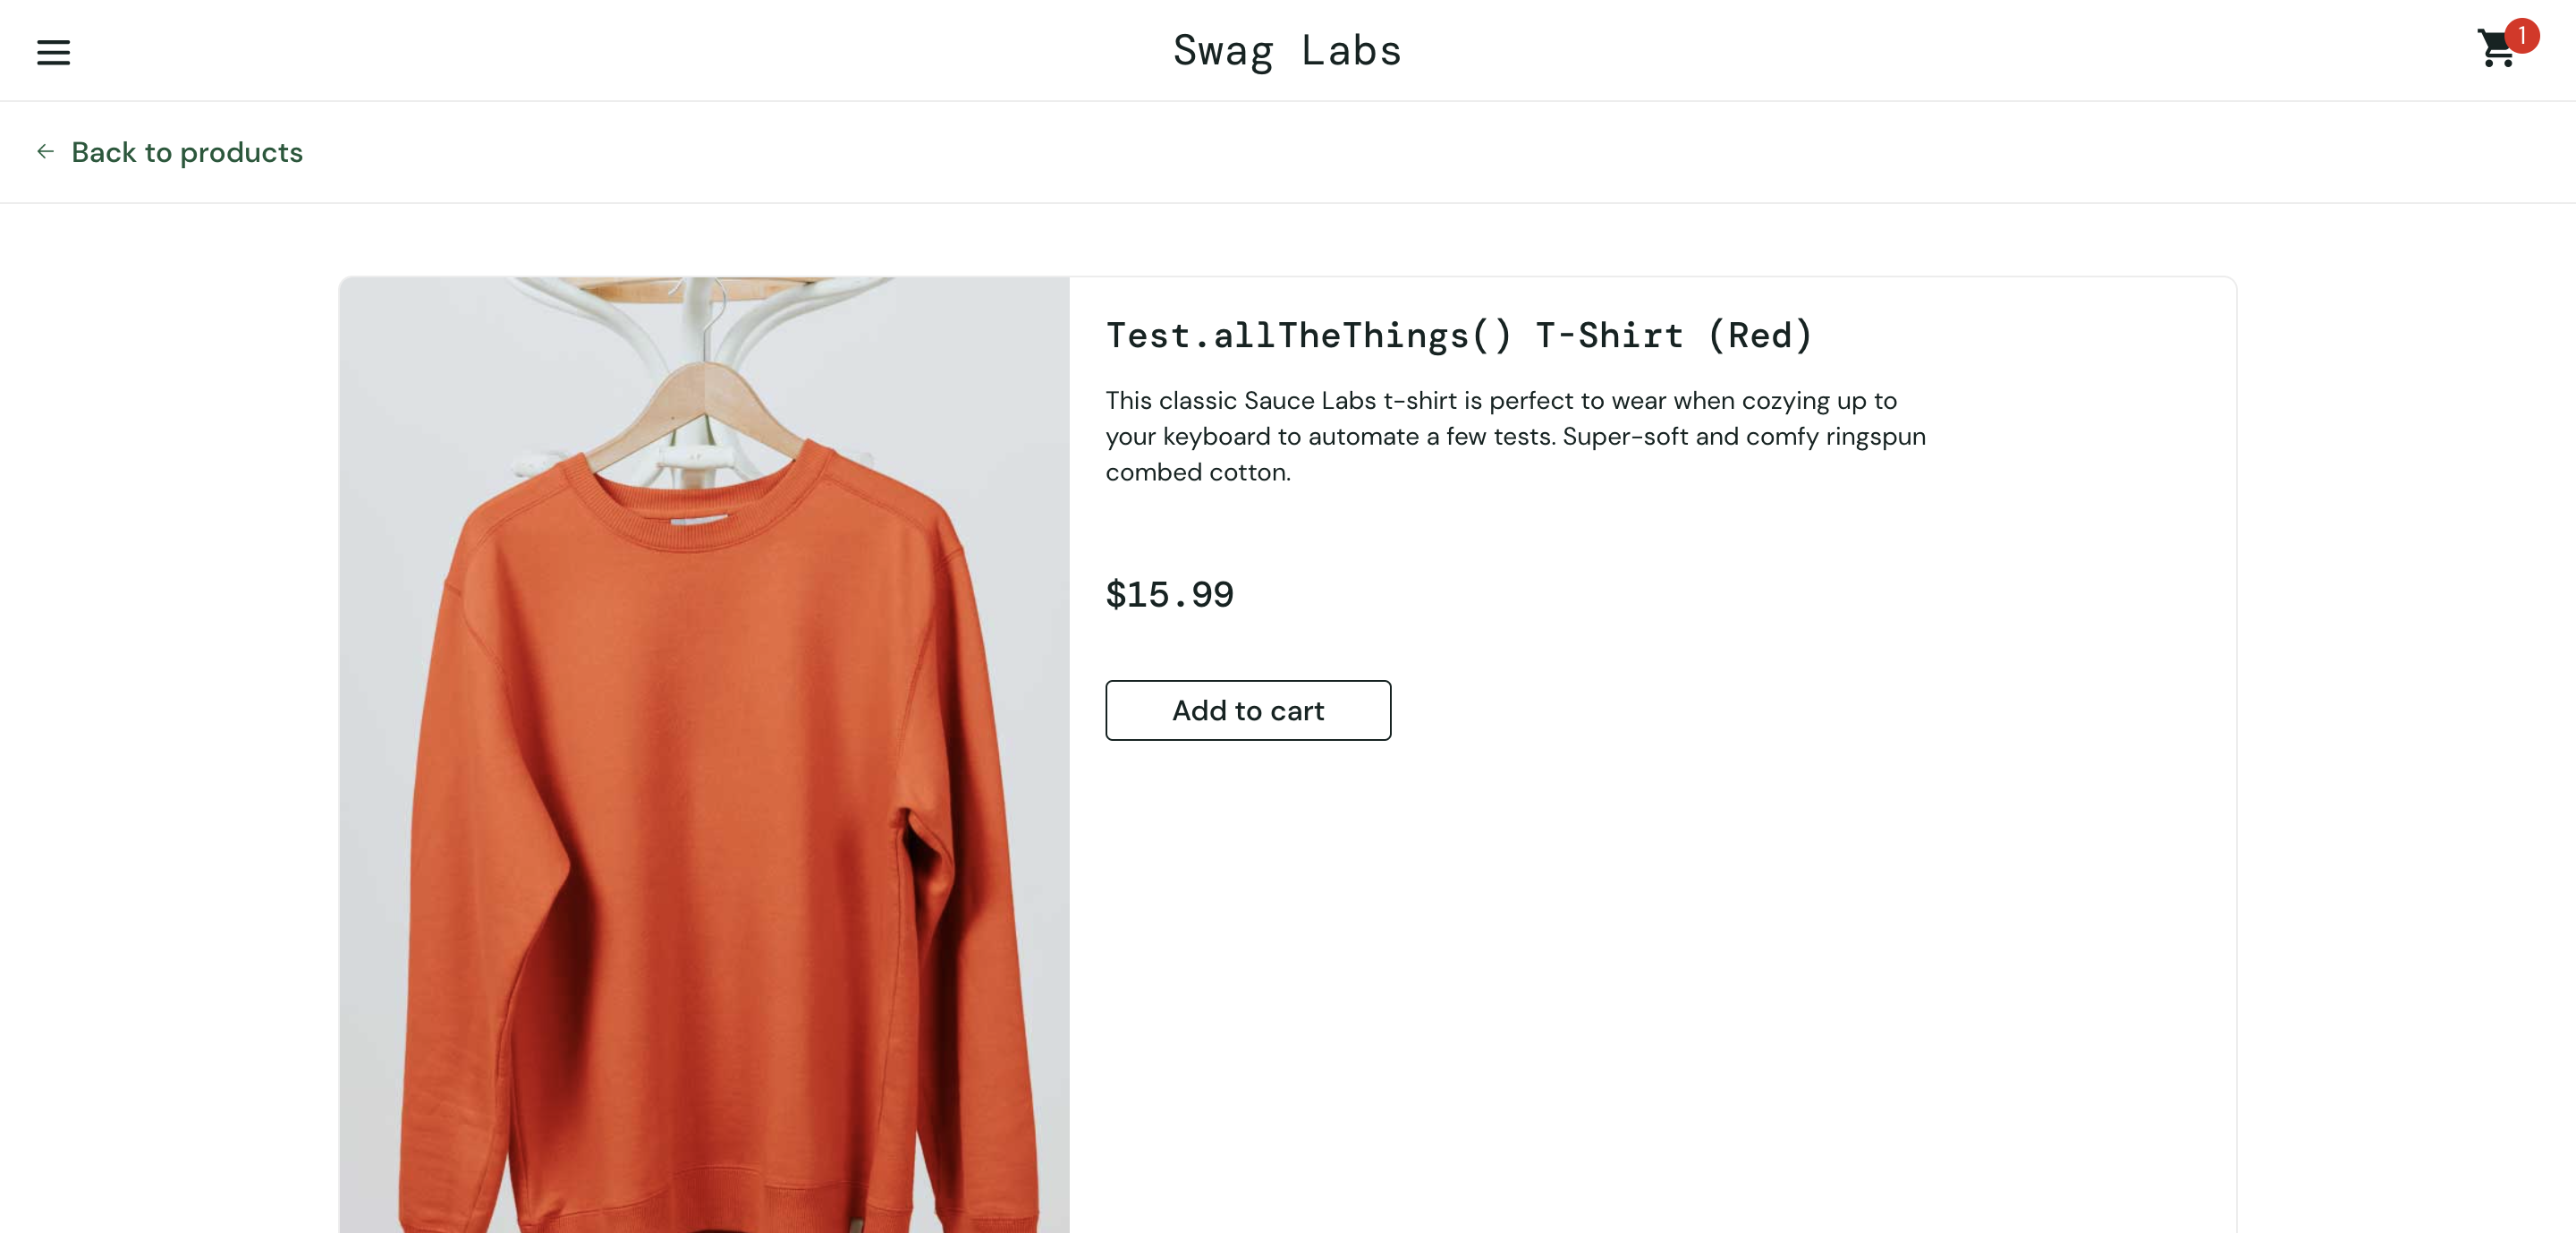 Swag Labs
1
Back to products
Test.allTheThings() T-Shirt (Red)
This classic Sauce Labs t-shirt is perfect to wear when cozying up to
your keyboard to automate a few tests. Super-soft and comfy ringspun
combed cotton.
$15.99
Add to cart